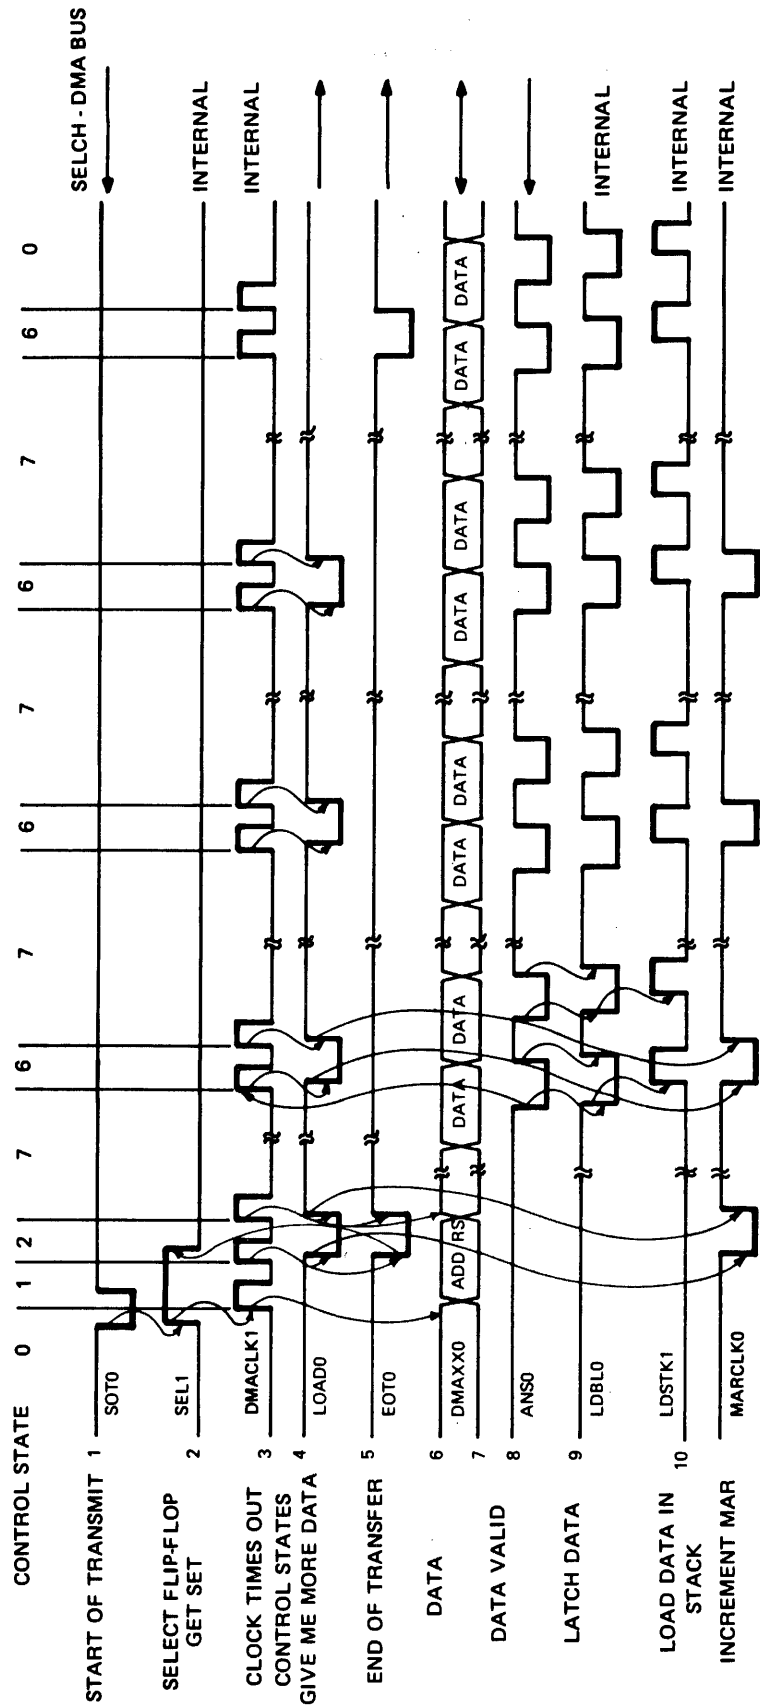 CONTROL STATE 0 1 2 7 6 7 6 7 6 7 6 0
SELCH - DMA BUS
START OF TRANSMIT 1 SOT0
SELECT FLIP-FLOP
GET SET
2 SEL1 INTERNAL
CLOCK TIMES OUT
CONTROL STATES
3 DMACLK1 INTERNAL
GIVE ME MORE DATA 4 LOAD0
END OF TRANSFER 5 EOT0
DATA 6 7 DMAXX0 ADDRS DATA DATA DATA DATA DATA DATA DATA DATA
DATA VALID 8 ANS0
LATCH DATA 9 LDBL0 INTERNAL
LOAD DATA IN
STACK
10 LDSTK1 INTERNAL
INCREMENT MAR MARCLK0 INTERNAL